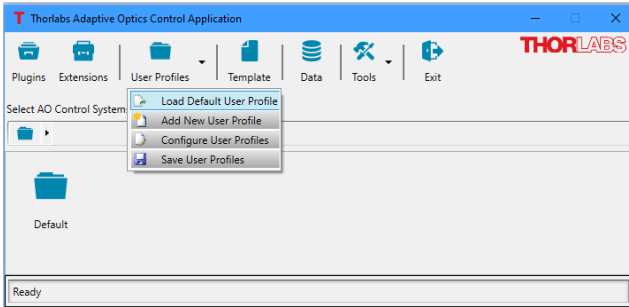 T Thorlabs Adaptive Optics Control Application
THORLABS
Plugins Extensions User Profiles Template Data Tools Exit
Select AO Control System
Load Default User Profile
Add New User Profile
Configure User Profiles
Save User Profiles
Default
Ready